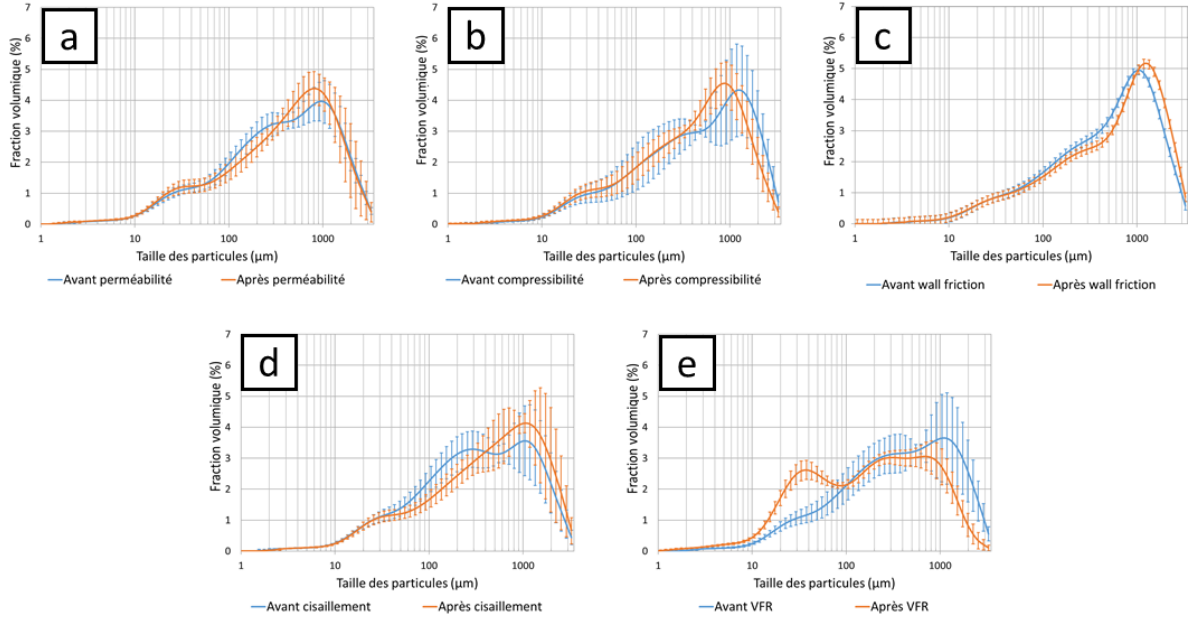 a
Fraction volumique (%)
7
6
5
4
3
2
1
0
1 10 100 1000
Taille des particules (µm)
Avant perméabilité Après perméabilité
b
Fraction volumique (%)
7
6
5
4
3
2
1
0
1 10 100 1000
Taille des particules (µm)
Avant compressibilité Après compressibilité
c
Fraction volumique (%)
7
6
5
4
3
2
1
0
1 10 100 1000
Taille des particules (µm)
Avant wall friction Après wall friction
d
Fraction volumique (%)
7
6
5
4
3
2
1
0
1 10 100 1000
Taille des particules (µm)
Avant cisaillement Après cisaillement
e
Fraction volumique (%)
7
6
5
4
3
2
1
0
1 10 100 1000
Taille des particules (µm)
Avant VFR Après VFR